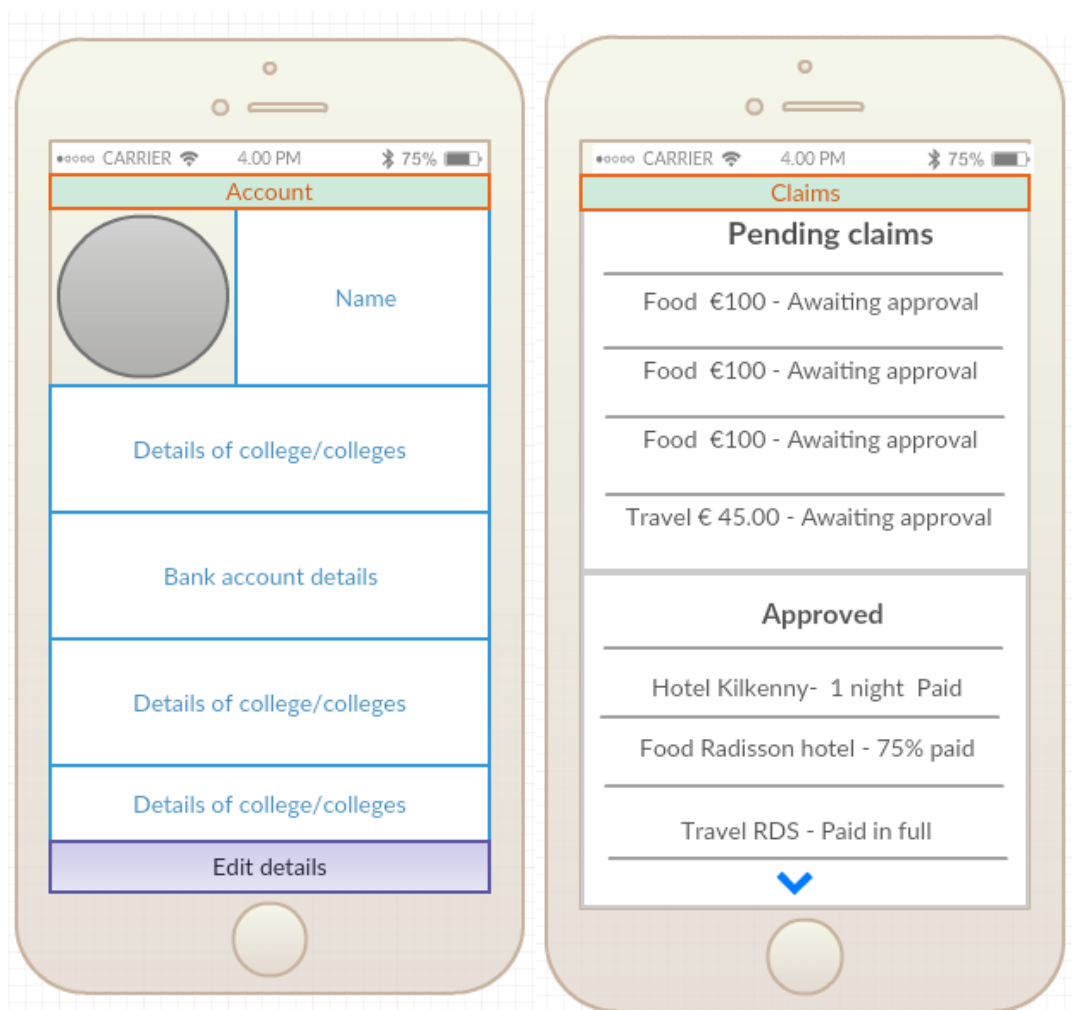 CARRIER 4.00 PM 75%
Account
Name
Details of college/colleges
Bank account details
Details of college/colleges
Details of college/colleges
Edit details
CARRIER 4.00 PM 75%
Claims
Pending claims
Food €100 - Awaiting approval
Food €100 - Awaiting approval
Food €100 - Awaiting approval
Travel € 45.00 - Awaiting approval
Approved
Hotel Kilkenny- 1 night Paid
Food Radisson hotel - 75% paid
Travel RDS - Paid in full